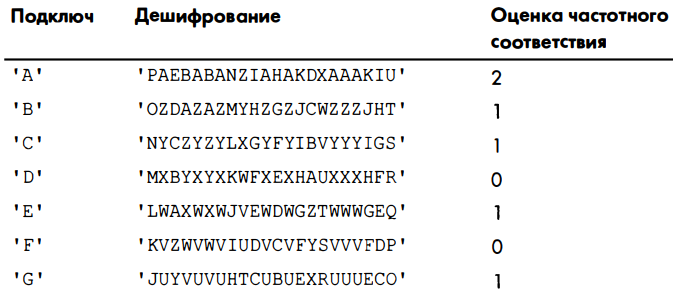 Подключ Дешифрование Оценка частотного соответствия
'A' 'PAEBABANZIAHAKDXAAAKIU' 2
'B' 'OZDAZAZMYHZGZJCWZZZJHT' 1
'C' 'NYCZYZYLXGYFYIBVYYYIGS' 1
'D' 'MXBYXYXKWFXEXHAUXXXHFR' 0
'E' 'LWAXWXWJVEWDWGZTWWWGEQ' 1
'F' 'KVZWVWVIUDVCVFYSVVVFDP' 0
'G' 'JUYVUVUHTCUBUEXRUUUECO' 1